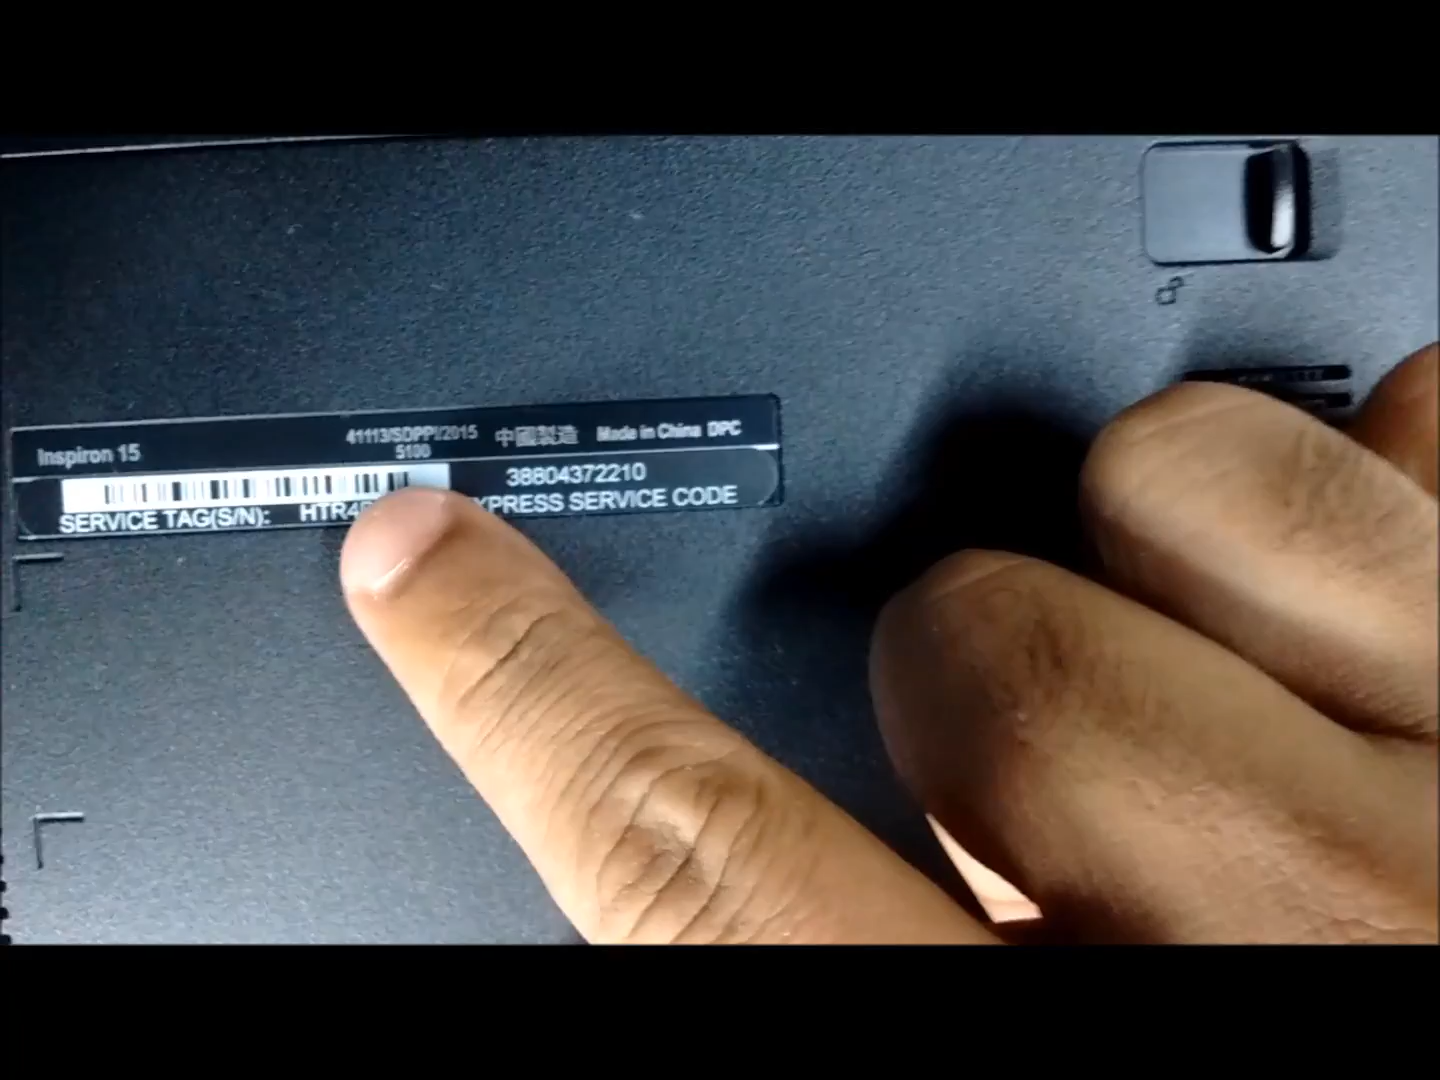 Inspiron 15
41113/SDPPI/2015
5100
中國製造 Made in China DPC
38804372210
SERVICE TAG(S/N): HTR4
XPRESS SERVICE CODE